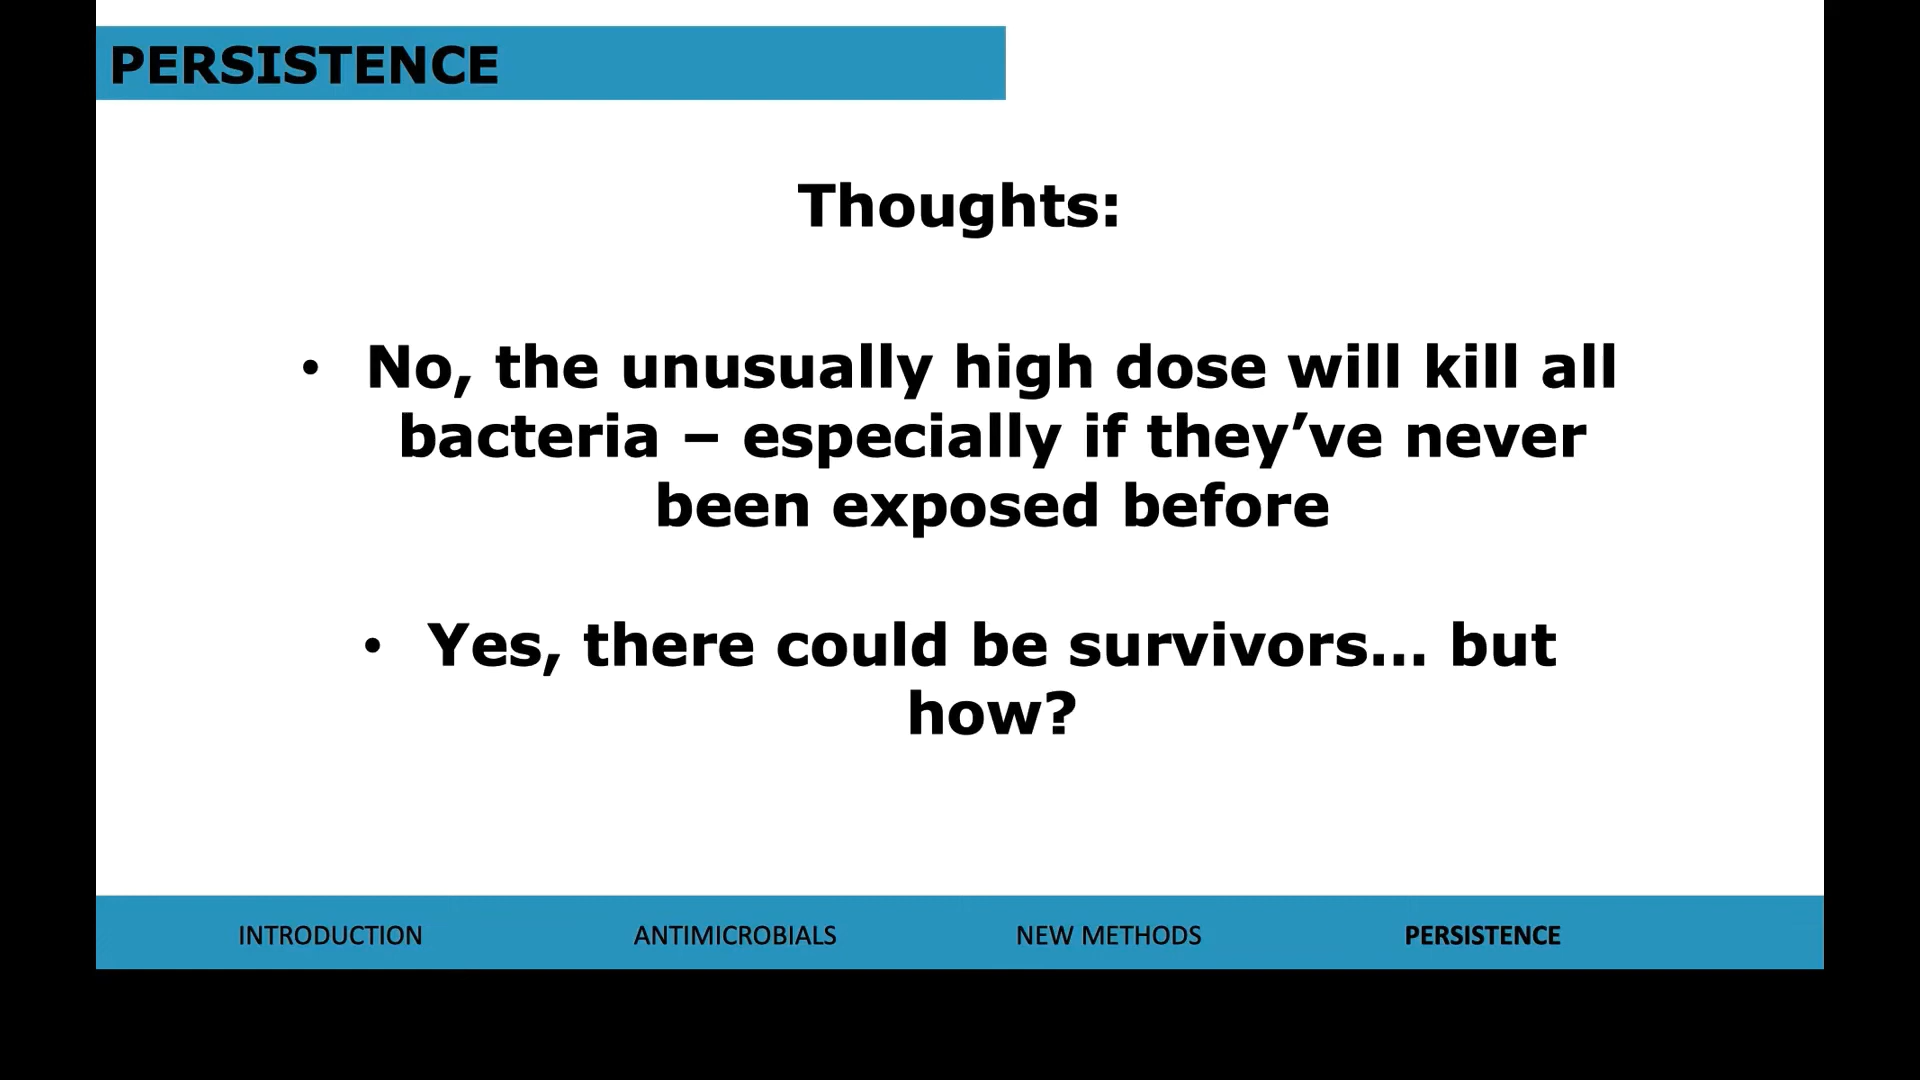 PERSISTENCE
Thoughts:
• No, the unusually high dose will kill all
bacteria – especially if they’ve never
been exposed before
• Yes, there could be survivors... but
how?
INTRODUCTION ANTIMICROBIALS NEW METHODS PERSISTENCE